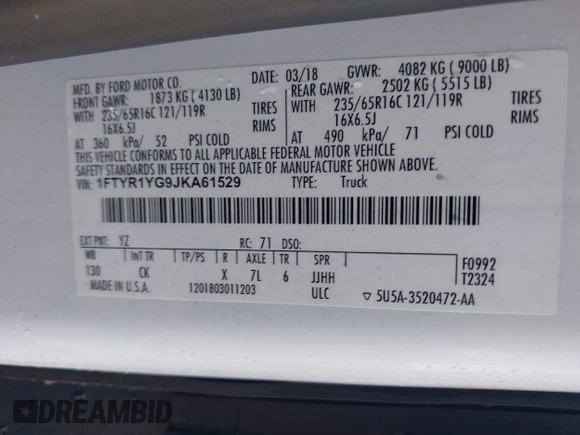 MFD. BY FORD MOTOR CO.
DATE: 03/18 GVWR: 4082 KG ( 9000 LB)
FRONT GAWR: 1873 KG ( 4130 LB)
REAR GAWR: 2502 KG ( 5515 LB)
WITH 235/65R16C 121/119R TIRES
WITH 235/65R16C 121/119R TIRES
16X6.5J RIMS
16X6.5J RIMS
AT 360 kPa/ 52 PSI COLD
AT 490 kPa/ 71 PSI COLD
THIS VEHICLE CONFORMS TO ALL APPLICABLE FEDERAL MOTOR VEHICLE
SAFETY STANDARDS IN EFFECT ON THE DATE OF MANUFACTURE SHOWN ABOVE.
VIN: 1FTYR1YG9JKA61529 TYPE: Truck
EXT PNT: YZ RC: 71 DSO:
WB INT TR TP/PS R AXLE TR SPR
130 CK X 7L 6 JJHH
F0992
T2324
MADE IN U.S.A. 1201803011203 ULC ▽ 5U5A-3520472-AA
DREAMBID